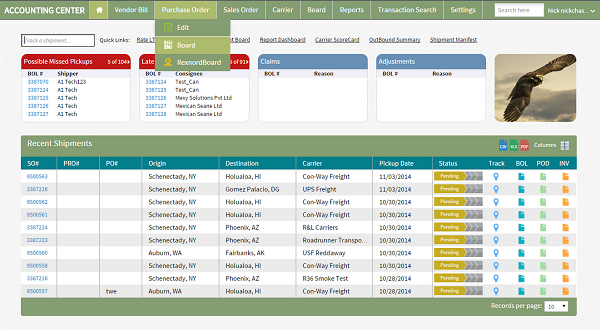 ACCOUNTING CENTER Vendor Bill Purchase Order Sales Order Carrier Board Reports Transaction Search Settings Search here Nick nickchas...
Edit
Board
RexnordBoard
Track a shipment... Quick Links: Rate LT Board Report Dashboard Carrier ScoreCard OutBound Summary Shipment Manifest
Possible Missed Pickups 5 of 104
BOL # Shipper
3387070 A1 Tech123
3387125 A1 Tech
3387126 A1 Tech
3387127 A1 Tech
3387131 A1 Tech
Late of 91
Consignee
3387124 Test_Can
3387125 Test_Can
3387126 Mexy Solutions Pvt Ltd
3387127 Mexican Seane Ltd
3387131 Mexican Seane Ltd
Claims
BOL # Reason
Adjustments
BOL # Reason
Recent Shipments CSV XLS PDF Columns
SO# PRO# PO# Origin Destination Carrier Pickup Date Status Track BOL POD INV
9500563 Schenectady, NY Holualoa, HI Con-Way Freight 11/03/2014 Pending
3387226 Schenectady, NY Gomez Palacio, DG UPS Freight 11/03/2014 Pending
9500562 Schenectady, NY Holualoa, HI Con-Way Freight 10/30/2014 Pending
9500561 Schenectady, NY Holualoa, HI Con-Way Freight 10/30/2014 Pending
3387224 Schenectady, NY Phoenix, AZ R&L Carriers 10/30/2014 Pending
3387223 Schenectady, NY Phoenix, AZ Roadrunner Transpo... 10/30/2014 Pending
9500560 Auburn, WA Fairbanks, AK USF Reddaway 10/30/2014 Pending
9500558 Schenectady, NY Holualoa, HI Con-Way Freight 10/30/2014 Pending
3387216 Schenectady, NY Phoenix, AZ R36 Smoke Test 10/28/2014 Pending
9500557 twe Auburn, WA Holualoa, HI Con-Way Freight 10/28/2014 Pending
Records per page: 10